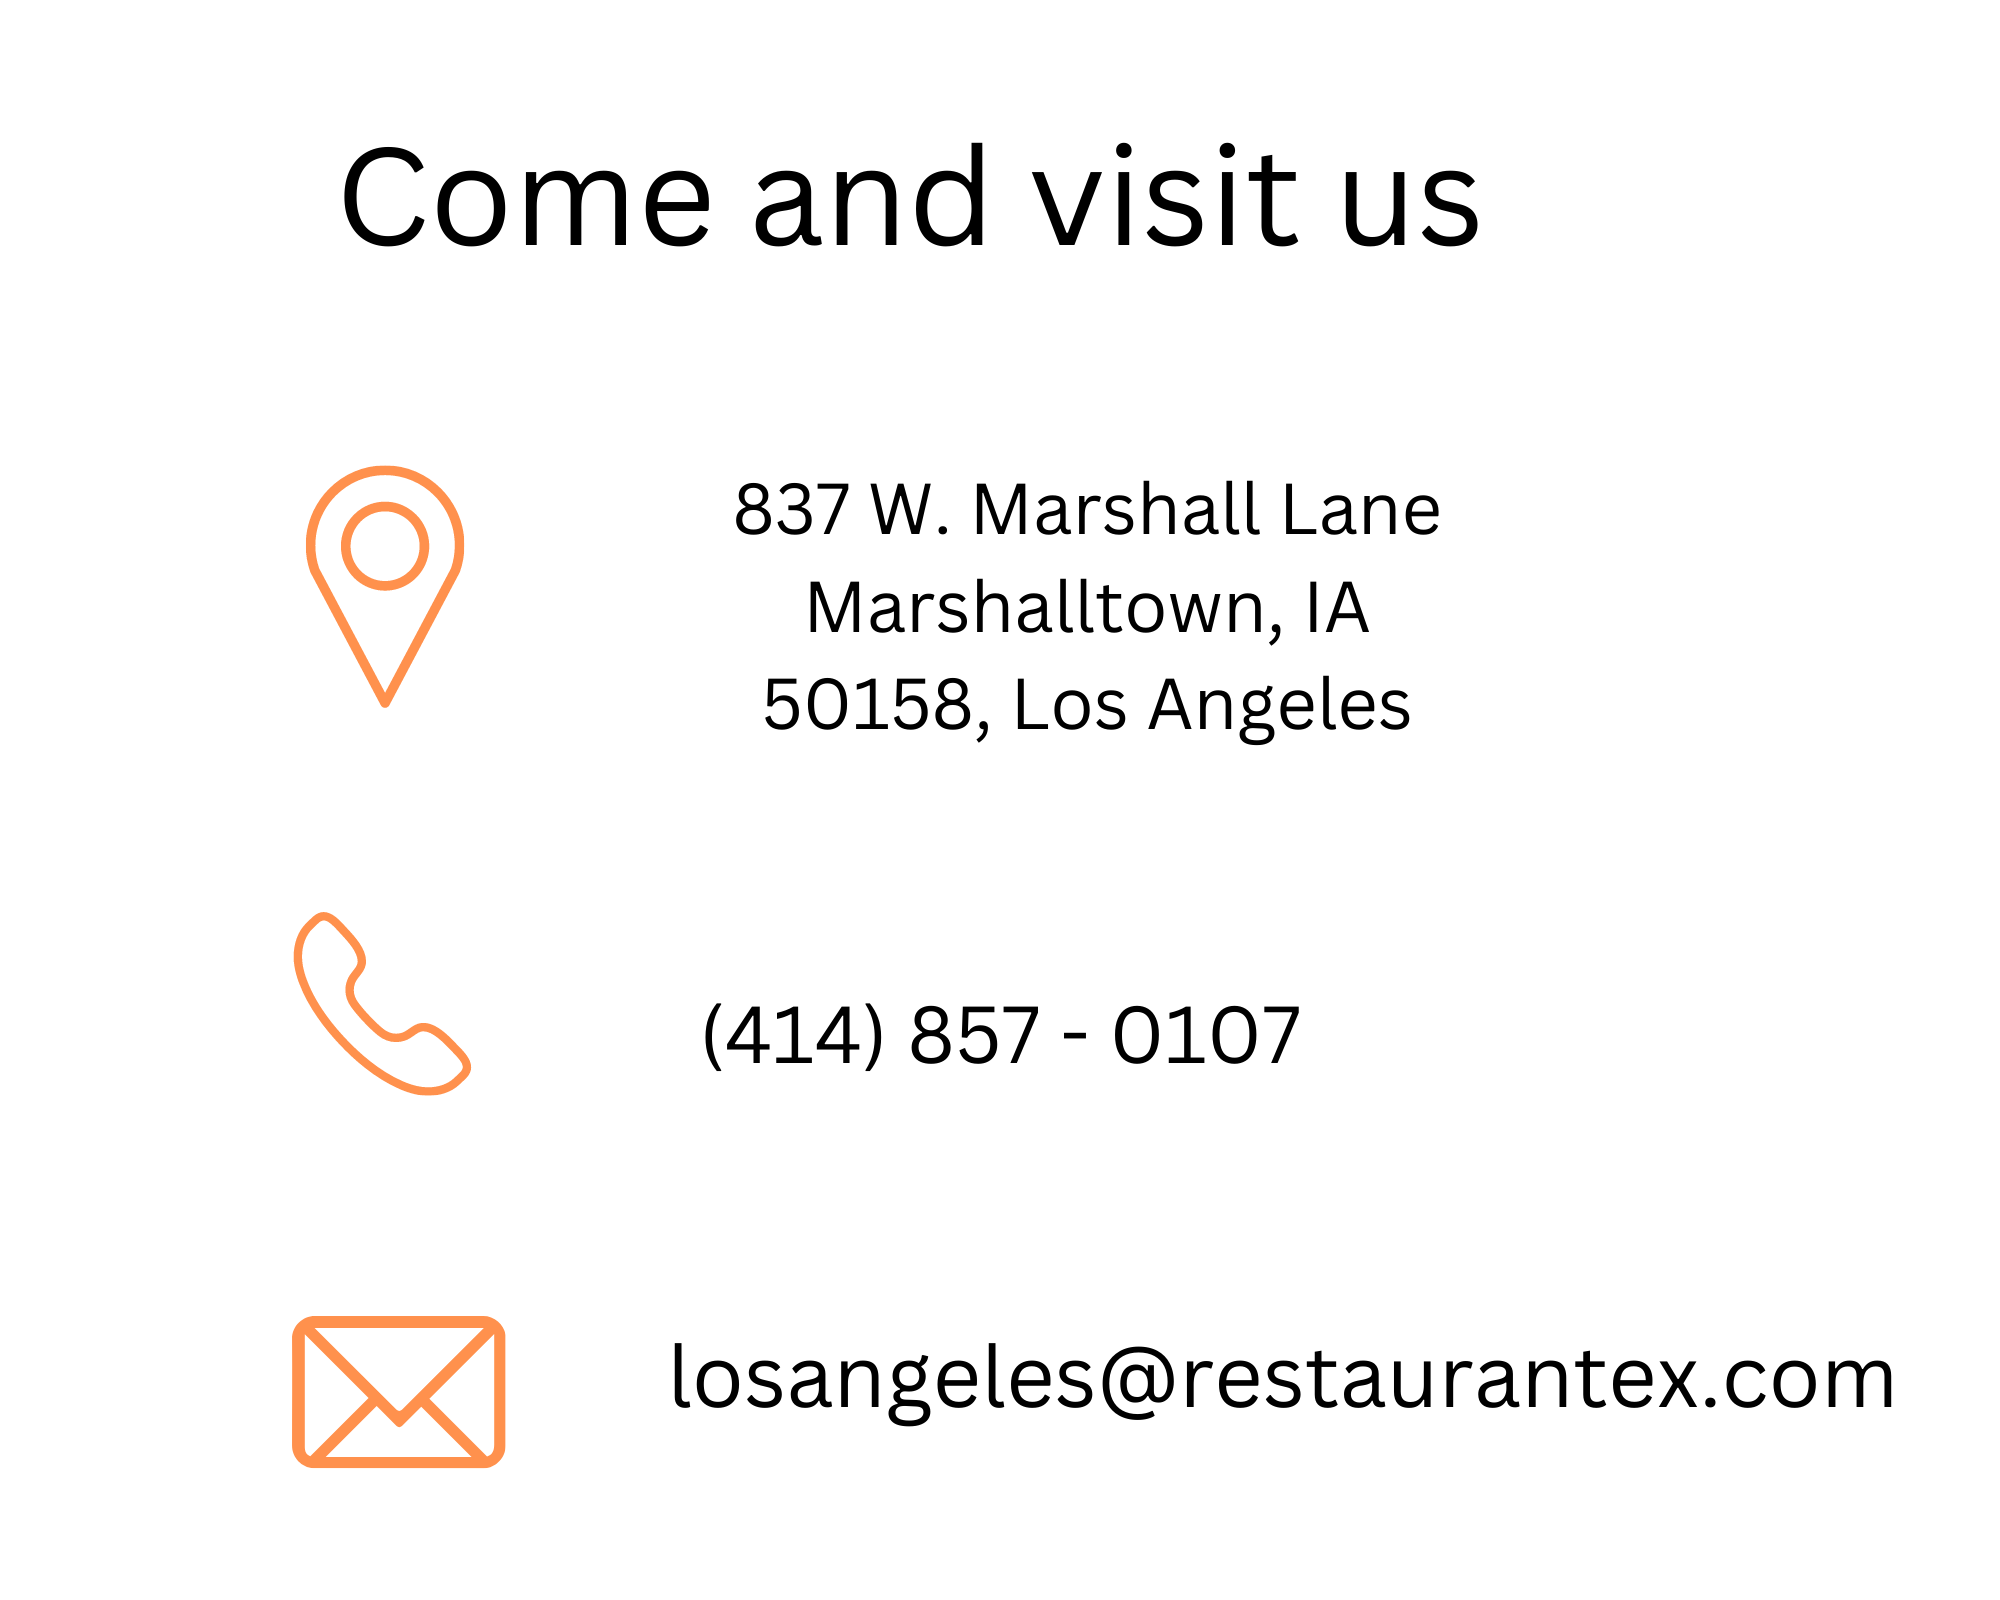 Come and visit us
837 W. Marshall Lane
Marshalltown, IA
50158, Los Angeles
(414) 857 - 0107
losangeles@restaurantex.com